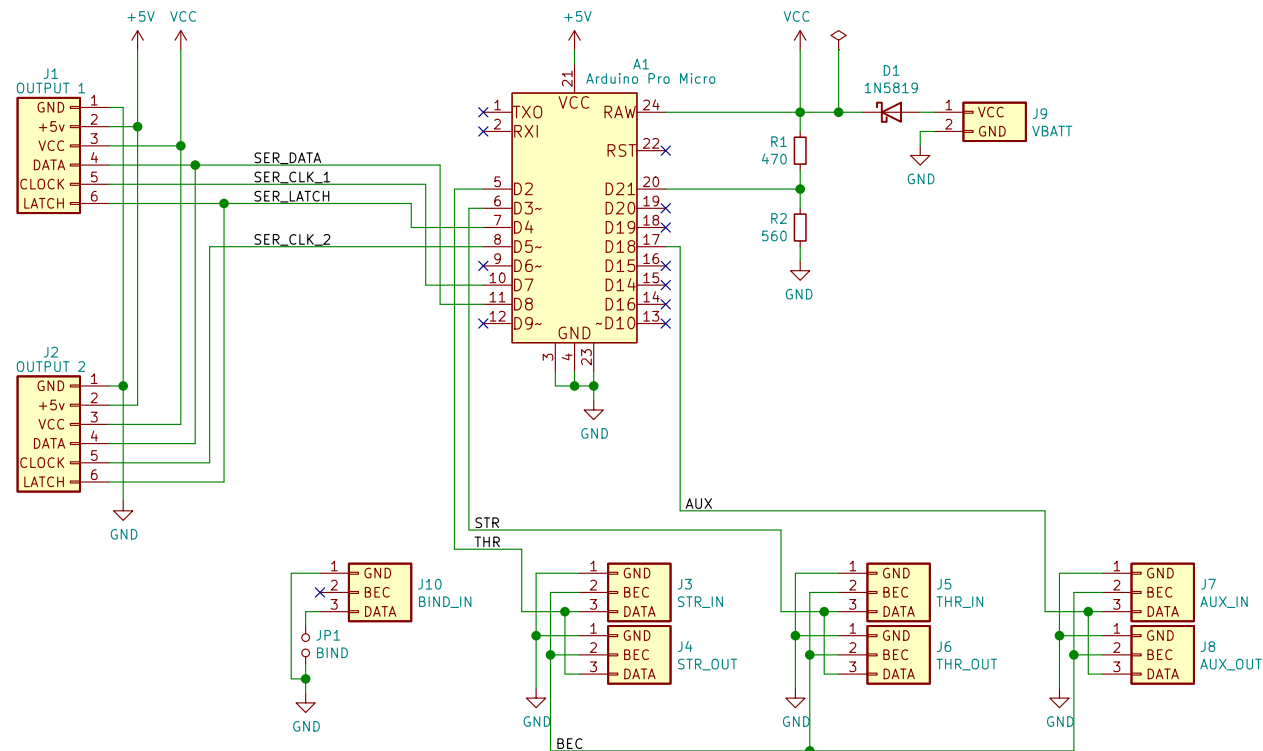 +5V
VCC
+5V
VCC
J1
OUTPUT 1
GND 1
+5v 2
VCC 3
DATA 4
CLOCK 5
LATCH 6
SER_DATA
SER_CLK_1
SER_LATCH
SER_CLK_2
A1
Arduino Pro Micro
21
VCC
1 TXO
2 RXI
5 D2
6 D3~
7 D4
8 D5~
9 D6~
10 D7
11 D8
12 D9~
RAW 24
RST 22
D21 20
D20 19
D19 18
D18 17
D15 16
D14 15
D16 14
~D10 13
GND
3 4 23
GND
D1
1N5819
1 VCC
2 GND
J9
VBATT
GND
R1
470
R2
560
GND
J2
OUTPUT 2
GND 1
+5v 2
VCC 3
DATA 4
CLOCK 5
LATCH 6
GND
AUX
STR
THR
1 GND
2 BEC
3 DATA
J10
BIND_IN
JP1
BIND
GND
1 GND
2 BEC
3 DATA
J3
STR_IN
1 GND
2 BEC
3 DATA
J4
STR_OUT
GND
1 GND
2 BEC
3 DATA
J5
THR_IN
1 GND
2 BEC
3 DATA
J6
THR_OUT
GND
1 GND
2 BEC
3 DATA
J7
AUX_IN
1 GND
2 BEC
3 DATA
J8
AUX_OUT
GND
BEC